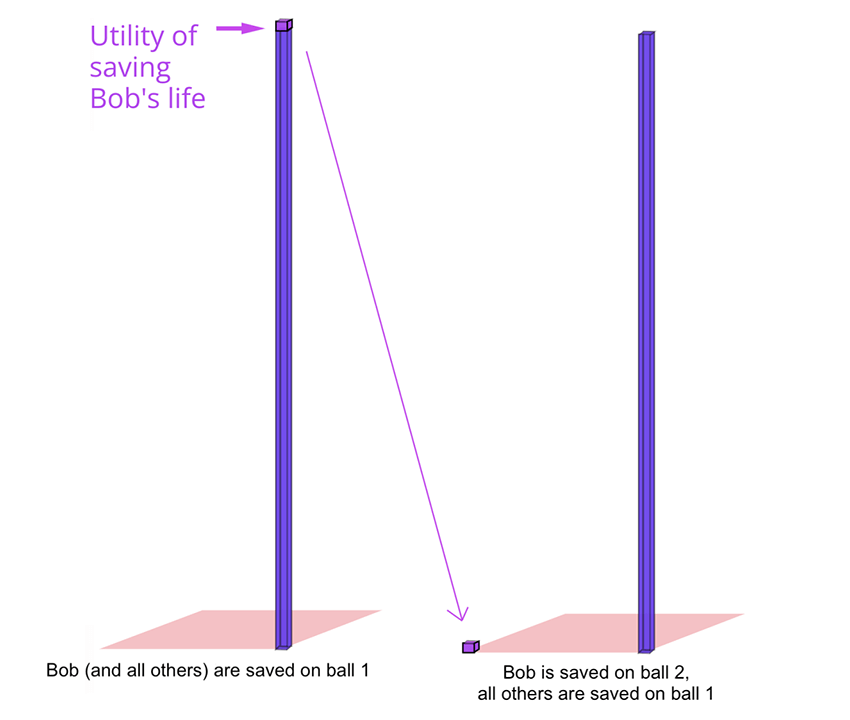 Utility of
saving
Bob's life
Bob (and all others) are saved on ball 1
Bob is saved on ball 2,
all others are saved on ball 1